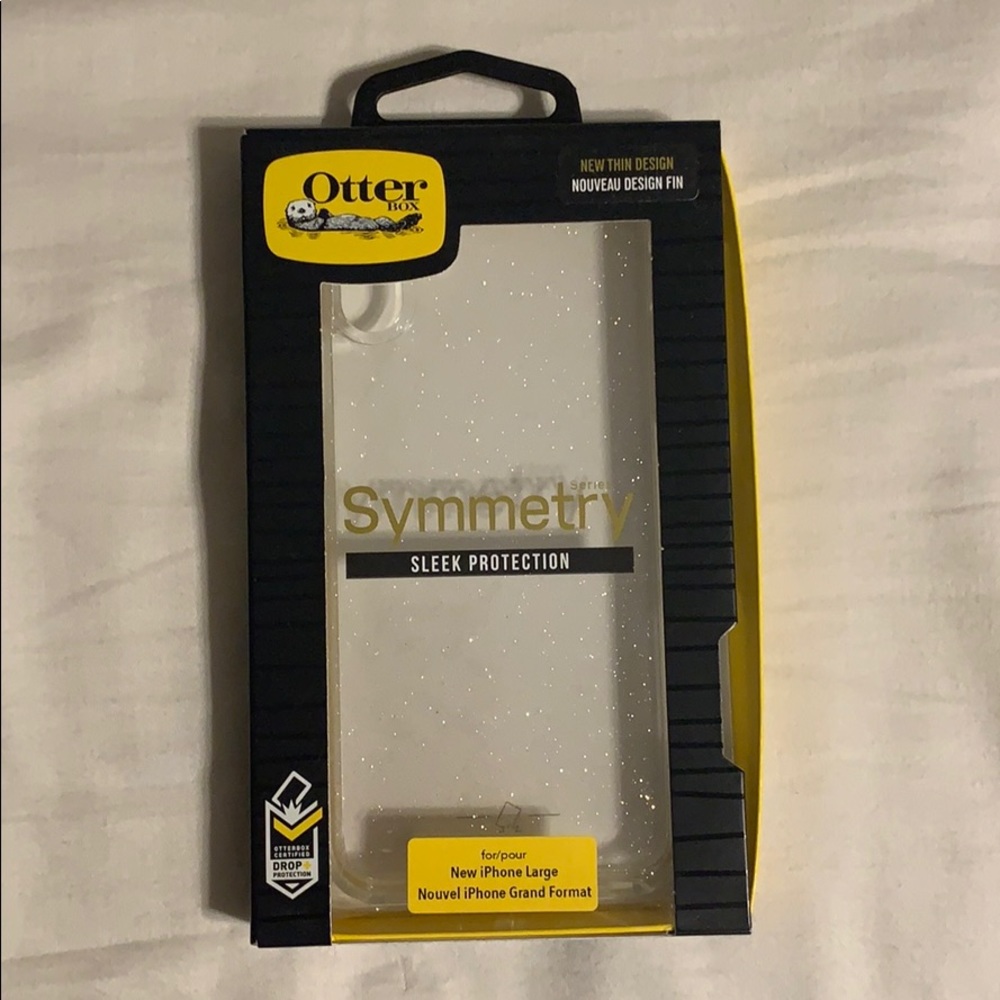 Otter
BOX
NEW THIN DESIGN
NOUVEAU DESIGN FIN
Series
Symmetry
SLEEK PROTECTION
OTTERBOX
CERTIFIED
DROP+
PROTECTION
for/pour
New iPhone Large
Nouvel iPhone Grand Format